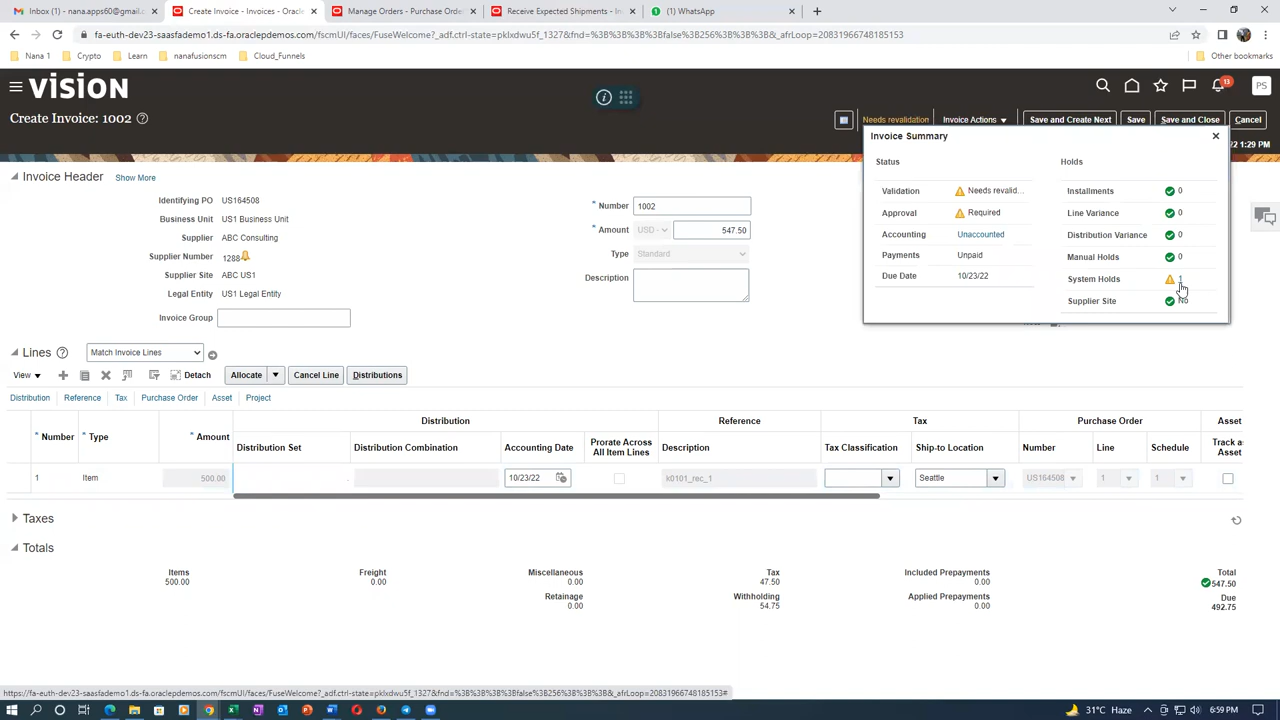 Inbox (1) - nana.apps60@gmail.c
Create Invoice - Invoices - Oracle
Manage Orders - Purchase Order
Receive Expected Shipments - Inv
(1) WhatsApp
fa-euth-dev23-saasfademo1.ds-fa.oraclepdemos.com/fscmUI/faces/FuseWelcome?_adf.ctrl-state=pklxdwu5f_1327&fnd=%3B%3B%3B%3Bfalse%3B256%3B%3B%3B&_afrLoop=20831966748185153
Nana 1
Crypto
Learn
nanafusionscm
Cloud_Funnels
Other bookmarks
VISION
13
PS
Create Invoice: 1002
Needs revalidation
Invoice Actions
Save and Create Next
Save
Save and Close
Cancel
2 1:29 PM
Invoice Summary
Status
Holds
Validation Needs revalid...
Installments 0
Approval Required
Line Variance 0
Accounting Unaccounted
Distribution Variance 0
Payments Unpaid
Manual Holds 0
Due Date 10/23/22
System Holds 1
Supplier Site No
Invoice Header Show More
Identifying PO US164508
Business Unit US1 Business Unit
Supplier ABC Consulting
Supplier Number 1288
Supplier Site ABC US1
Legal Entity US1 Legal Entity
Invoice Group
* Number 1002
* Amount USD - 547.50
Type Standard
Description
Lines Match Invoice Lines
View Detach Allocate Cancel Line Distributions
Distribution Reference Tax Purchase Order Asset Project
Distribution Reference Tax Purchase Order Asset
* Number * Type * Amount Distribution Set Distribution Combination Accounting Date Prorate Across All Item Lines Description Tax Classification Ship-to Location Number Line Schedule Track as Asset
1 Item 500.00 10/23/22 k0101_rec_1 Seattle US164508 1 1
Taxes
Totals
Items 500.00
Freight 0.00
Miscellaneous 0.00
Tax 47.50
Included Prepayments 0.00
Total 547.50
Retainage 0.00
Withholding 54.75
Applied Prepayments 0.00
Due 492.75
https://fa-euth-dev23-saasfademo1.ds-fa.oraclepdemos.com/fscmUI/faces/FuseWelcome?_adf.ctrl-state=pklxdwu5f_1327&fnd=%3B%3B%3B%3Bfalse%3B256%3B%3B%3B&_afrLoop=20831966748185153#
31°C Haze
ENG
6:59 PM